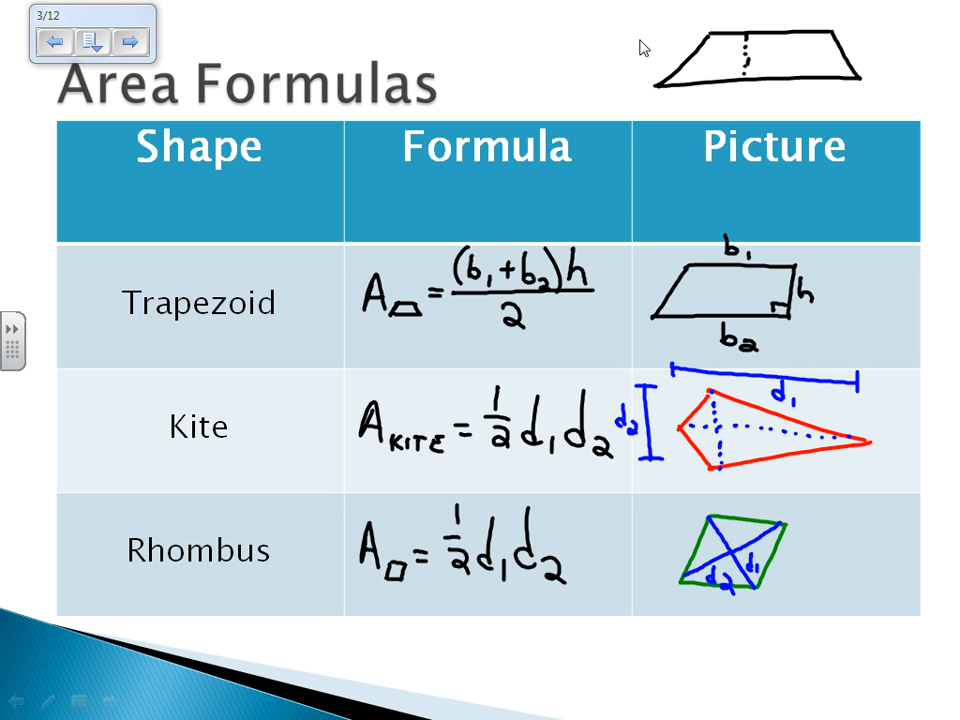 3/12
Area Formulas
Shape Formula Picture
Trapezoid A▱ = (b₁ + b₂)h / 2 b₁ h b₂
Kite A KITE = 1/2 d₁ d₂ d₂ d₁
Rhombus A▱ = 1/2 d₁ d₂ d₂ d₁